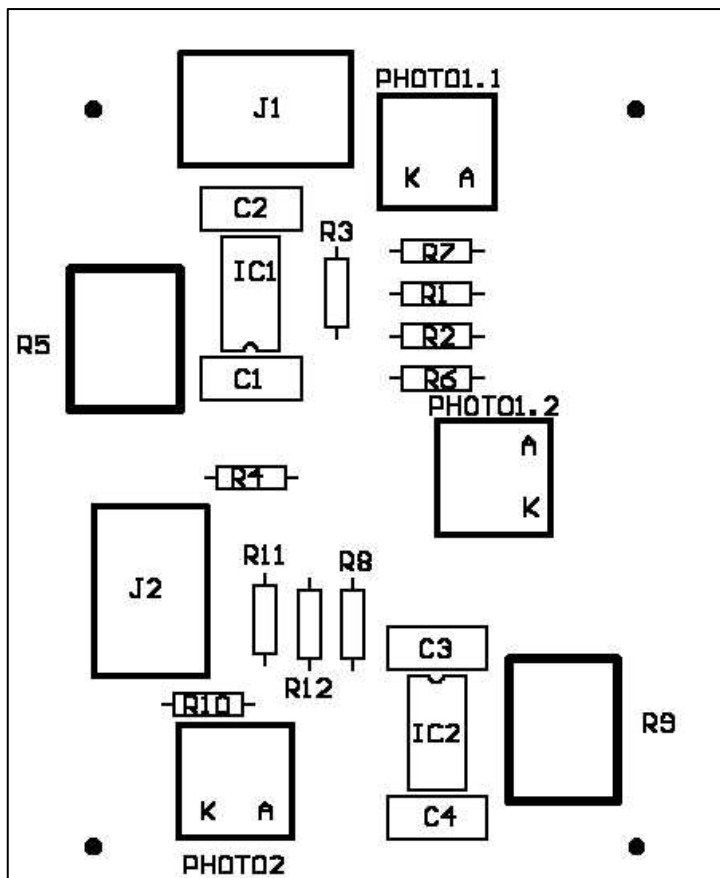 PHOTO1.1
J1
K A
C2
R3
R7
IC1
R1
R5
R2
C1
R6
PHOTO1.2
A
R4
K
R11
R8
J2
C3
R12
R10
R9
IC2
K A
C4
PHOTO2